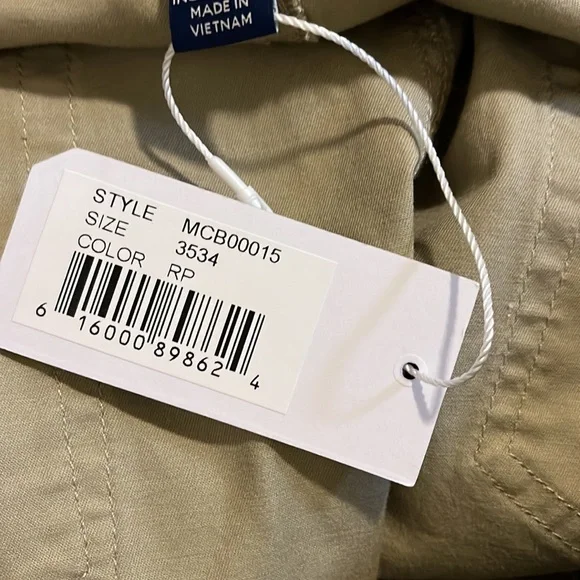 MADE IN
VIETNAM
STYLE MCB00015
SIZE 3534
COLOR RP
6 16000 89862 4